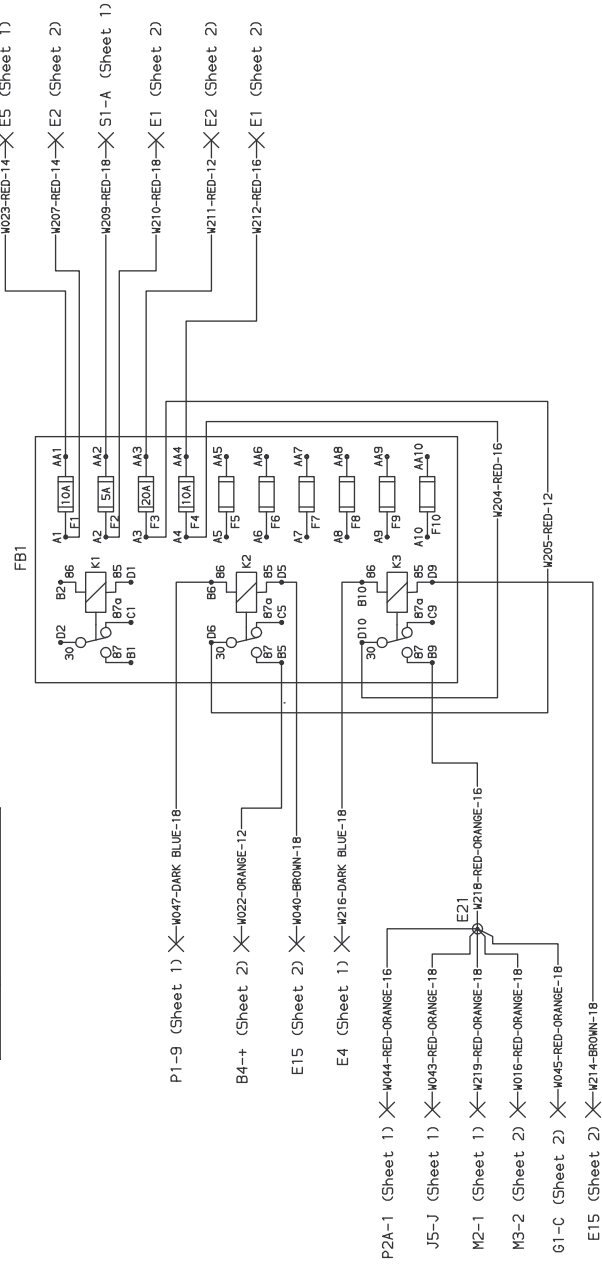 E5 (Sheet 1)
W023-RED-14
E2 (Sheet 2)
W207-RED-14
S1-A (Sheet 1)
W209-RED-18
E1 (Sheet 2)
W210-RED-18
E2 (Sheet 2)
W211-RED-12
E1 (Sheet 2)
W212-RED-16
FB1
A1 10A AA1
F1
A2 5A AA2
F2
A3 20A AA3
F3
A4 10A AA4
F4
A5 AA5
F5
A6 AA6
F6
A7 AA7
F7
A8 AA8
F8
A9 AA9
F9
A10 AA10
F10
K1
B2 86
85 D1
D2 30
87a C1
87 B1
K2
B6 86
85 D5
D6 30
87a C5
87 B5
K3
B10 86
85 D9
D10 30
87a C9
87 B9
W204-RED-16
W205-RED-12
P1-9 (Sheet 1)
W047-DARK BLUE-18
B4-+ (Sheet 2)
W022-ORANGE-12
E15 (Sheet 2)
W040-BROWN-18
E4 (Sheet 1)
W216-DARK BLUE-18
E21
W218-RED-ORANGE-16
P2A-1 (Sheet 1)
W044-RED-ORANGE-16
J5-J (Sheet 1)
W043-RED-ORANGE-18
M2-1 (Sheet 1)
W219-RED-ORANGE-18
M3-2 (Sheet 2)
W016-RED-ORANGE-18
G1-C (Sheet 2)
W045-RED-ORANGE-18
E15 (Sheet 2)
W214-BROWN-18